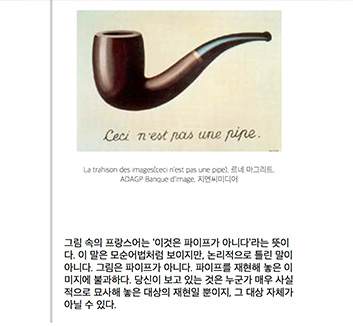 Ceci n'est pas une pipe.
La trahison des images(ceci n'est pas une pipe), 르네 마그리트,
ADAGP Banque d'Image, 지엔씨미디어
그림 속의 프랑스어는 '이것은 파이프가 아니다'라는 뜻이
다. 이 말은 모순어법처럼 보이지만, 논리적으로 틀린 말이
아니다. 그림은 파이프가 아니다. 파이프를 재현해 놓은 이
미지에 불과하다. 당신이 보고 있는 것은 누군가 매우 사실
적으로 묘사해 놓은 대상의 재현일 뿐이지, 그 대상 자체가
아닐 수 있다.